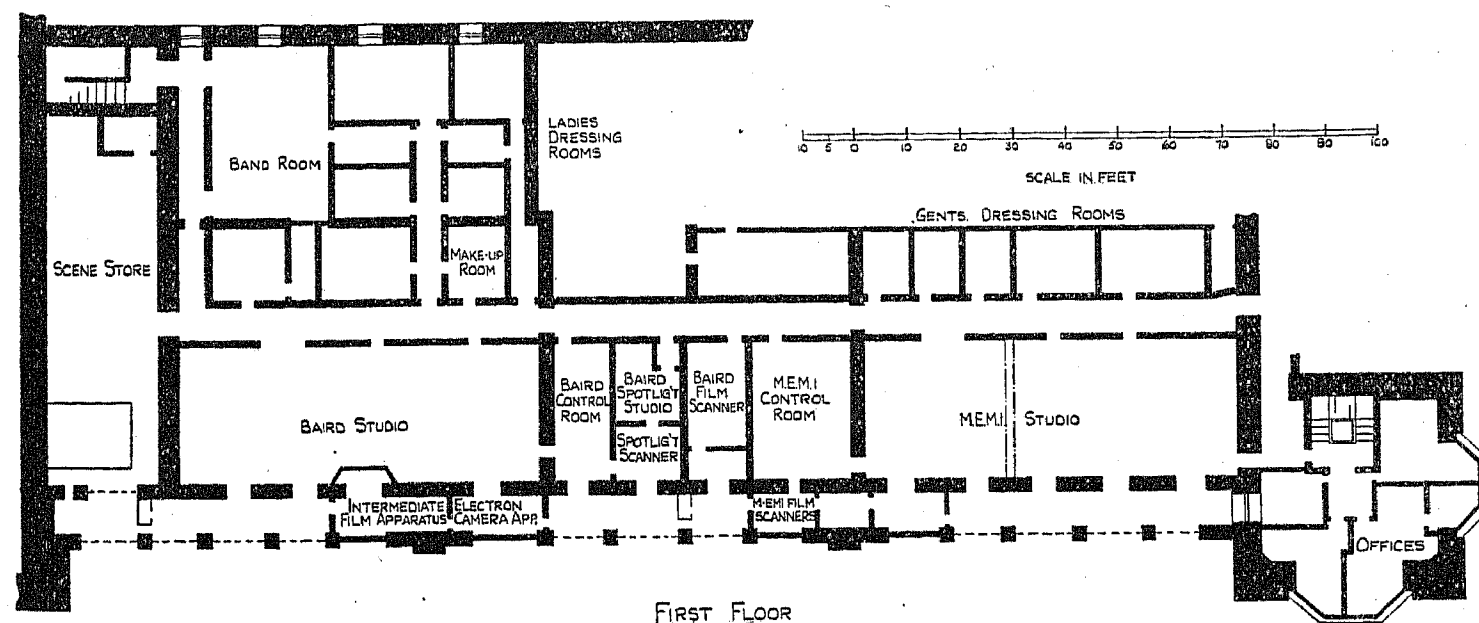 LADIES
DRESSING
ROOMS
BAND ROOM
10 5 0 10 20 30 40 50 60 70 80 90 100
SCALE IN FEET
GENTS. DRESSING ROOMS
SCENE STORE
MAKE-UP
ROOM
BAIRD STUDIO
BAIRD
CONTROL
ROOM
BAIRD
SPOTLIG'T
STUDIO
SPOTLIG'T
SCANNER
BAIRD
FILM
SCANNER
M.E.M.I
CONTROL
ROOM
M.E.M.I. STUDIO
INTERMEDIATE
FILM APPARATUS
ELECTRON
CAMERA APP.
M-EMI FILM
SCANNERS
OFFICES
FIRST FLOOR